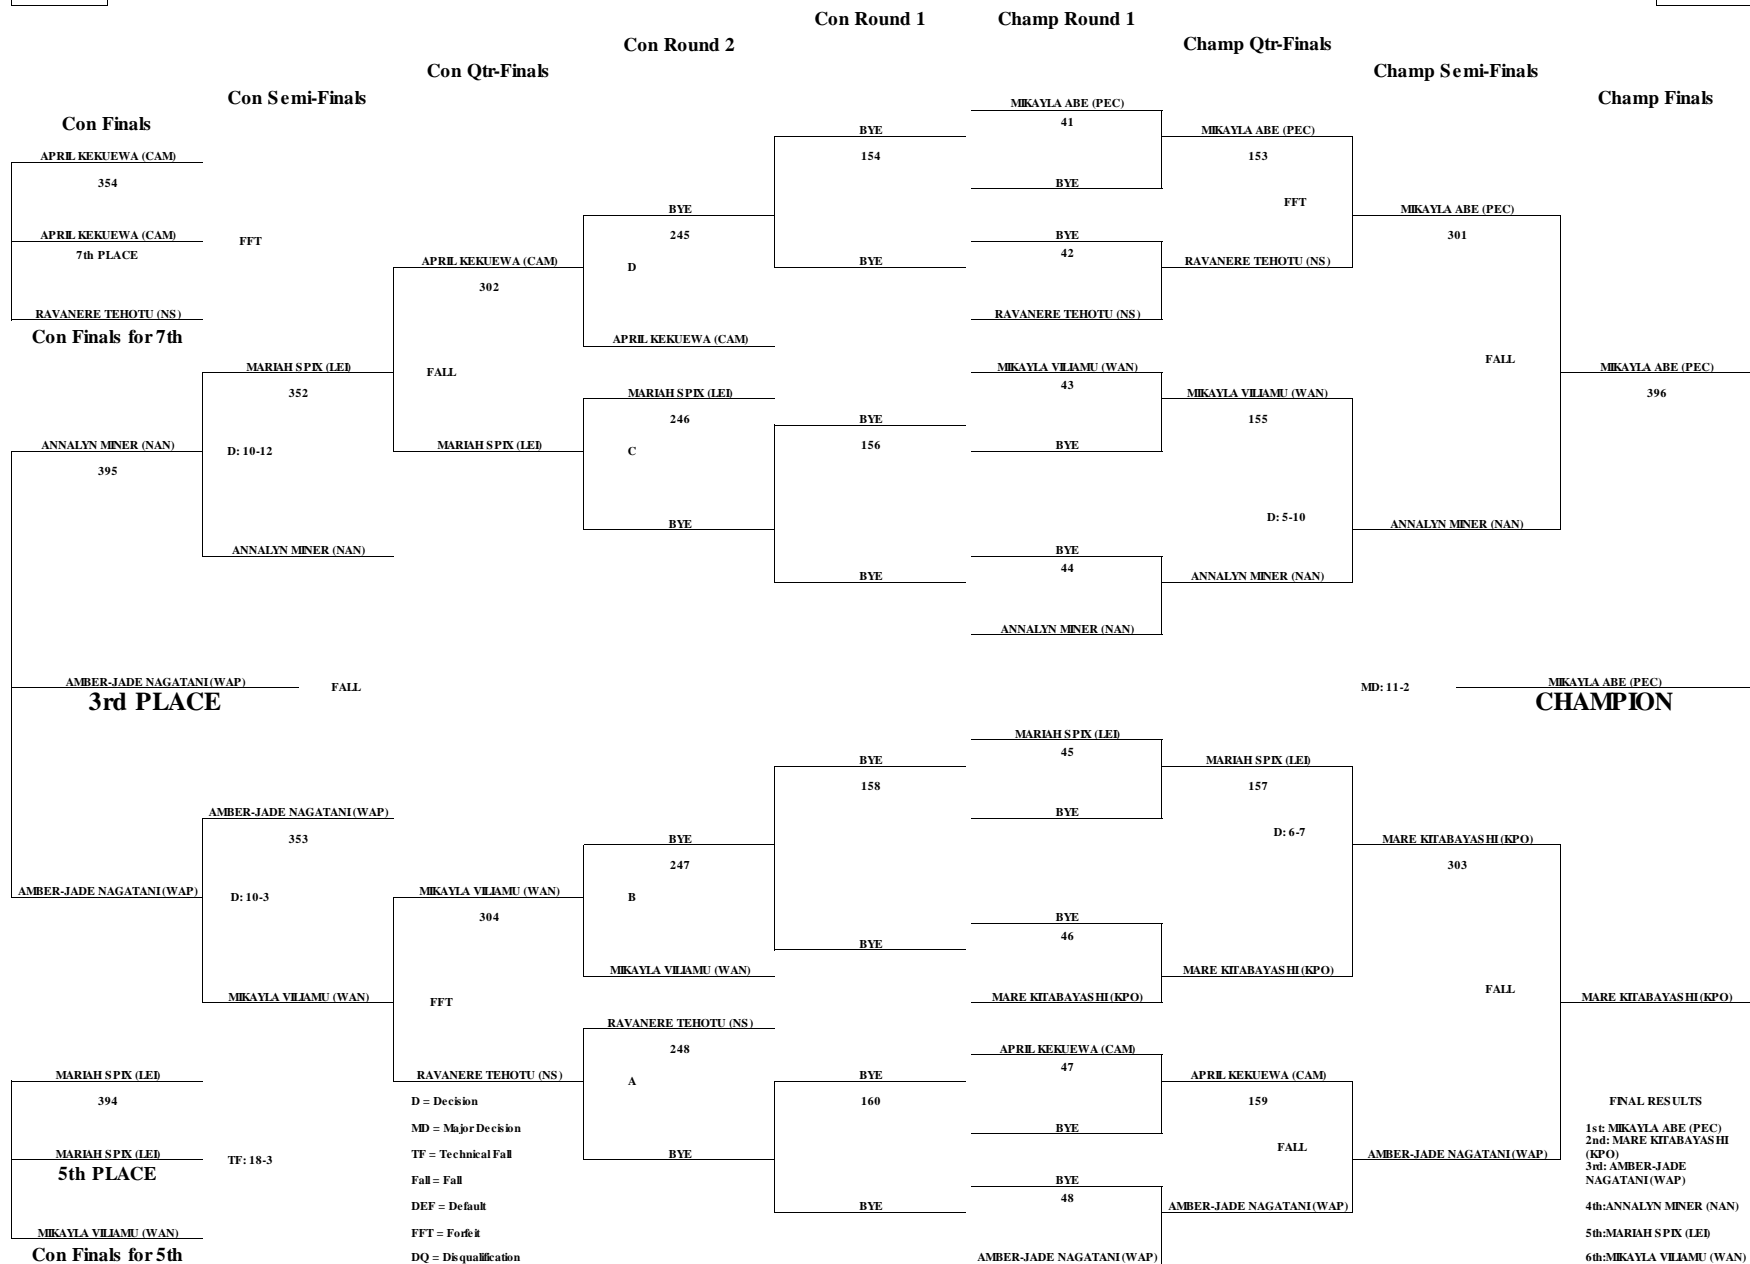 Con Round 1
Champ Round 1
Con Round 2
Champ Qtr-Finals
Con Qtr-Finals
Champ Semi-Finals
Con Semi-Finals
Champ Finals
Con Finals
MIKAYLA ABE (PEC)
41
BYE
MIKAYLA ABE (PEC)
APRIL KEKUEWA (CAM)
154
153
354
BYE
FFT
BYE
MIKAYLA ABE (PEC)
APRIL KEKUEWA (CAM)
FFT
245
BYE
301
7th PLACE
42
APRIL KEKUEWA (CAM)
D
BYE
RAVANERE TEHOTU (NS)
302
RAVANERE TEHOTU (NS)
RAVANERE TEHOTU (NS)
Con Finals for 7th
APRIL KEKUEWA (CAM)
FALL
MARIAH SPIX (LEI)
FALL
MIKAYLA VILIAMU (WAN)
MIKAYLA ABE (PEC)
43
352
MARIAH SPIX (LEI)
MIKAYLA VILIAMU (WAN)
396
246
BYE
155
ANNALYN MINER (NAN)
D: 10-12
MARIAH SPIX (LEI)
C
156
BYE
395
D: 5-10
BYE
ANNALYN MINER (NAN)
ANNALYN MINER (NAN)
BYE
44
BYE
ANNALYN MINER (NAN)
ANNALYN MINER (NAN)
AMBER-JADE NAGATANI (WAP)
FALL
MD: 11-2
MIKAYLA ABE (PEC)
3rd PLACE
CHAMPION
MARIAH SPIX (LEI)
45
BYE
MARIAH SPIX (LEI)
158
157
AMBER-JADE NAGATANI (WAP)
BYE
353
D: 6-7
BYE
MARE KITABAYASHI (KPO)
247
303
AMBER-JADE NAGATANI (WAP)
D: 10-3
MIKAYLA VILIAMU (WAN)
B
304
BYE
46
BYE
MIKAYLA VILIAMU (WAN)
MARE KITABAYASHI (KPO)
FALL
MIKAYLA VILIAMU (WAN)
FFT
MARE KITABAYASHI (KPO)
MARE KITABAYASHI (KPO)
RAVANERE TEHOTU (NS)
248
APRIL KEKUEWA (CAM)
47
MARIAH SPIX (LEI)
RAVANERE TEHOTU (NS)
A
BYE
APRIL KEKUEWA (CAM)
394
D = Decision
160
159
FINAL RESULTS
MD = Major Decision
BYE
1st: MIKAYLA ABE (PEC)
2nd: MARE KITABAYASHI
(KPO)
MARIAH SPIX (LEI)
TF: 18-3
TF = Technical Fall
BYE
FALL
AMBER-JADE NAGATANI (WAP)
3rd: AMBER-JADE
NAGATANI (WAP)
5th PLACE
Fall = Fall
BYE
48
DEF = Default
BYE
AMBER-JADE NAGATANI (WAP)
4th:ANNALYN MINER (NAN)
MIKAYLA VILIAMU (WAN)
FFT = Forfeit
5th:MARIAH SPIX (LEI)
Con Finals for 5th
DQ = Disqualification
AMBER-JADE NAGATANI (WAP)
6th:MIKAYLA VILIAMU (WAN)